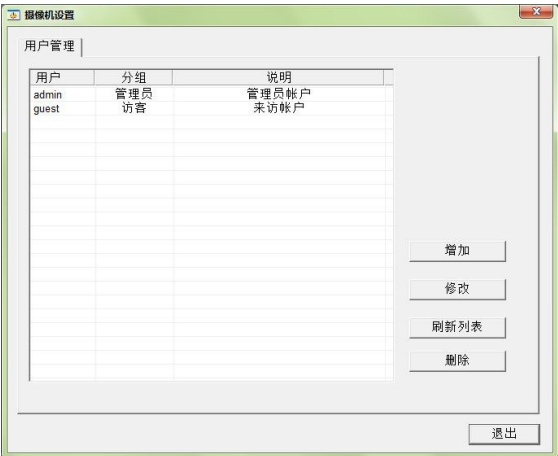 摄像机设置
用户管理
用户 分组 说明
admin 管理员 管理员帐户
guest 访客 来访帐户
增加
修改
刷新列表
删除
退出